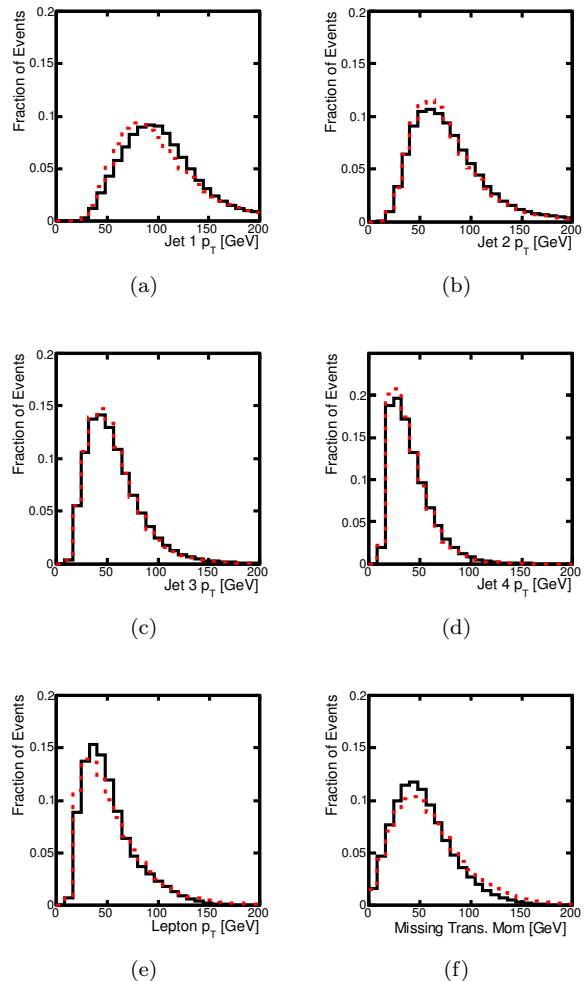 Fraction of Events
0.2
0.15
0.1
0.05
0
0 50 100 150 200
Jet 1 p_T [GeV]
(a)
Fraction of Events
0.2
0.15
0.1
0.05
0
0 50 100 150 200
Jet 2 p_T [GeV]
(b)
Fraction of Events
0.2
0.15
0.1
0.05
0
0 50 100 150 200
Jet 3 p_T [GeV]
(c)
Fraction of Events
0.2
0.15
0.1
0.05
0
0 50 100 150 200
Jet 4 p_T [GeV]
(d)
Fraction of Events
0.2
0.15
0.1
0.05
0
0 50 100 150 200
Lepton p_T [GeV]
(e)
Fraction of Events
0.2
0.15
0.1
0.05
0
0 50 100 150 200
Missing Trans. Mom [GeV]
(f)